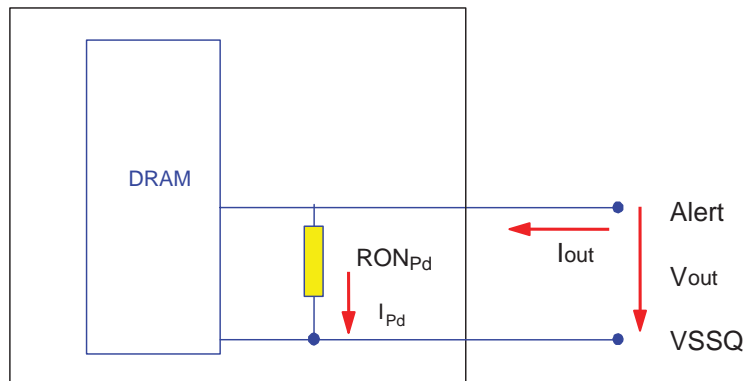 DRAM
Alert
Iout
RONPd
Vout
IPd
VSSQ